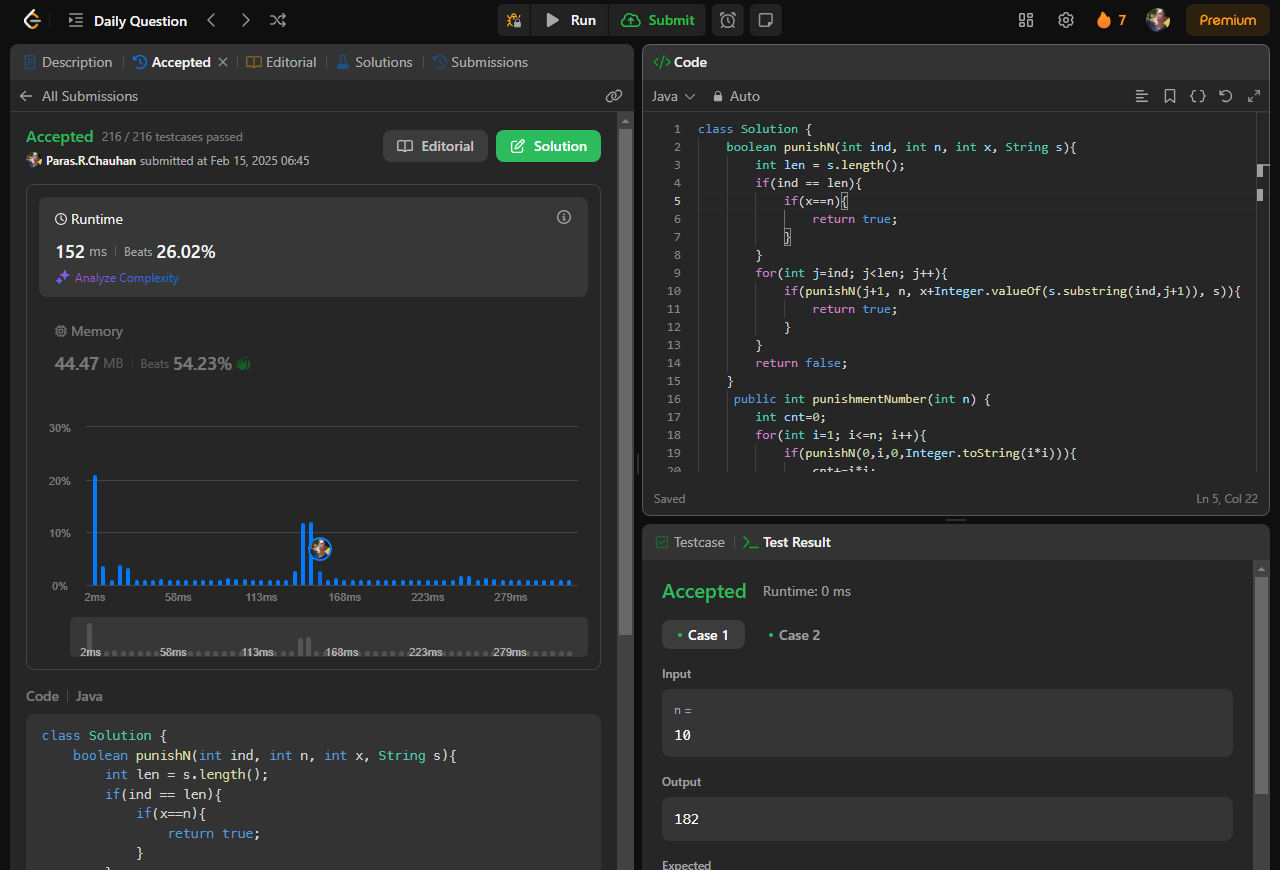 Daily Question
Run
Submit
7
Premium
Description
Accepted
Editorial
Solutions
Submissions
All Submissions
Accepted 216 / 216 testcases passed
Paras.R.Chauhan submitted at Feb 15, 2025 06:45
Editorial
Solution
Runtime
152 ms Beats 26.02%
Analyze Complexity
Memory
44.47 MB Beats 54.23%
30%
20%
10%
0%
2ms 58ms 113ms 168ms 223ms 279ms
2ms 58ms 113ms 168ms 223ms 279ms
Code Java
class Solution {
boolean punishN(int ind, int n, int x, String s){
int len = s.length();
if(ind == len){
if(x==n){
return true;
}
}
</> Code
Java Auto
1 class Solution {
2 boolean punishN(int ind, int n, int x, String s){
3 int len = s.length();
4 if(ind == len){
5 if(x==n){
6 return true;
7 }
8 }
9 for(int j=ind; j<len; j++){
10 if(punishN(j+1, n, x+Integer.valueOf(s.substring(ind,j+1)), s)){
11 return true;
12 }
13 }
14 return false;
15 }
16 public int punishmentNumber(int n) {
17 int cnt=0;
18 for(int i=1; i<=n; i++){
19 if(punishN(0,i,0,Integer.toString(i*i))){
20 cnt+=i*i;
Saved
Ln 5, Col 22
Testcase
Test Result
Accepted Runtime: 0 ms
Case 1
Case 2
Input
n =
10
Output
182
Expected